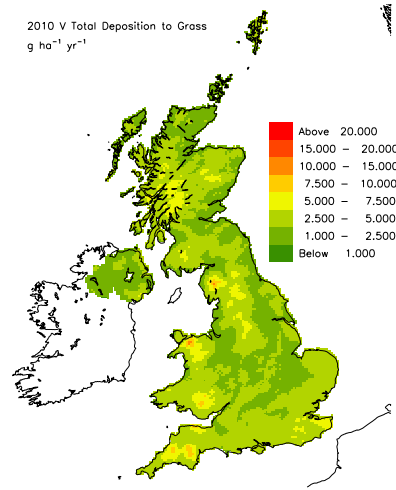 2010 V Total Deposition to Grass
g ha⁻¹ yr⁻¹
Above 20.000
15.000 – 20.000
10.000 – 15.000
7.500 – 10.000
5.000 – 7.500
2.500 – 5.000
1.000 – 2.500
Below 1.000